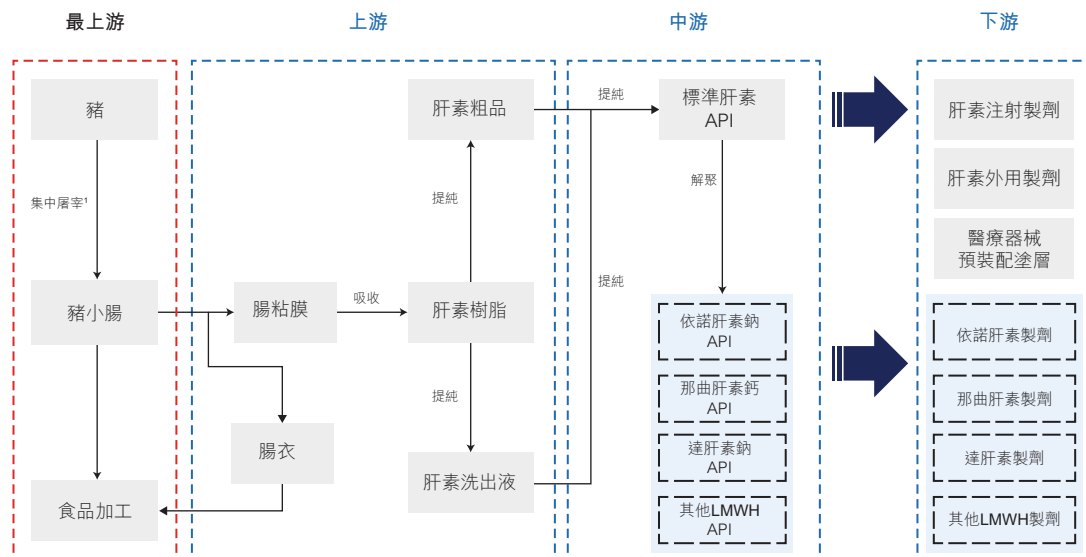 最上游
上游
中游
下游
豬
集中屠宰¹
豬小腸
食品加工
腸粘膜
吸收
腸衣
肝素粗品
提純
肝素樹脂
提純
肝素洗出液
提純
提純
標準肝素
API
解聚
依諾肝素鈉
API
那曲肝素鈣
API
達肝素鈉
API
其他LMWH
API
肝素注射製劑
肝素外用製劑
醫療器械
預裝配塗層
依諾肝素製劑
那曲肝素製劑
達肝素製劑
其他LMWH製劑